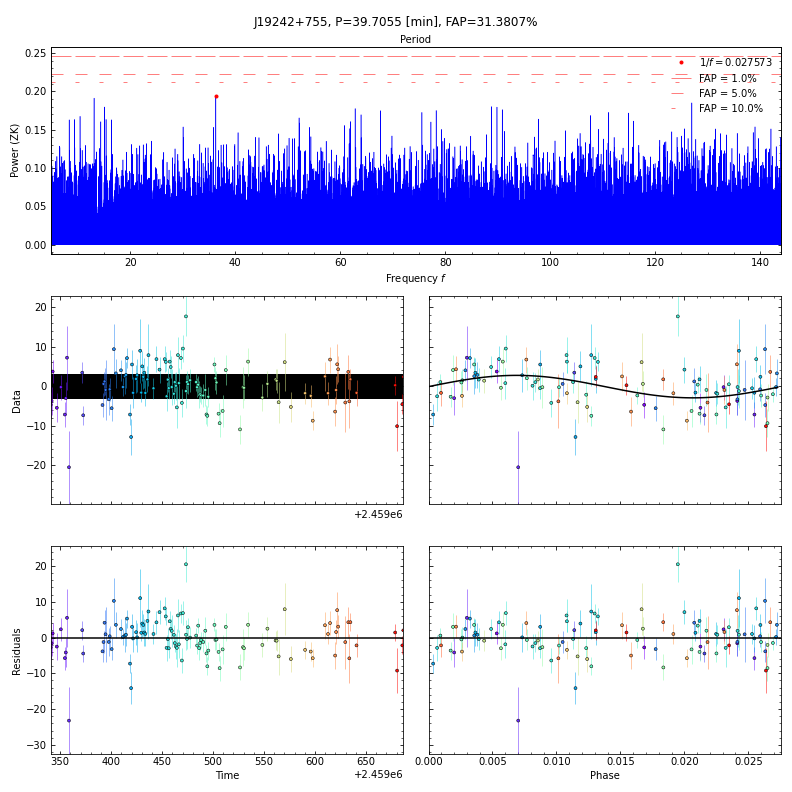 J19242+755, P=39.7055 [min], FAP=31.3807%
Period
0.25
0.20
0.15
0.10
0.05
0.00
Power (ZK)
1/f = 0.027573
FAP = 1.0%
FAP = 5.0%
FAP = 10.0%
20 40 60 80 100 120 140
Frequency f
20
10
0
−10
−20
Data
+2.459e6
20
10
0
−10
−20
−30
Residuals
350 400 450 500 550 600 650
Time
+2.459e6
0.000 0.005 0.010 0.015 0.020 0.025
Phase